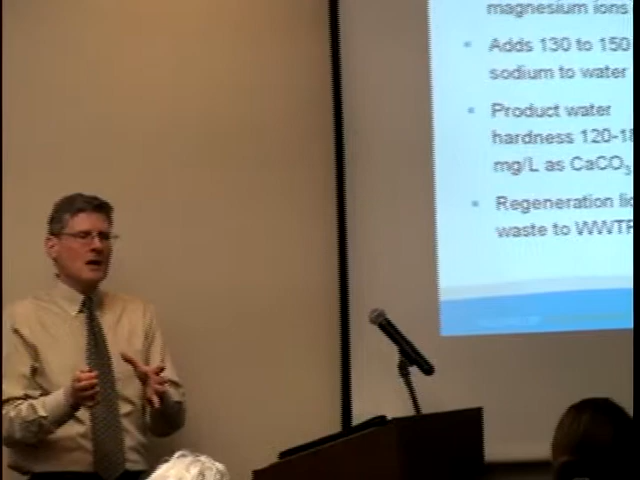 magnesium ions
Adds 130 to 150
sodium to water
Product water
hardness 120-18
mg/L as CaCO3
Regeneration
waste to WWTP